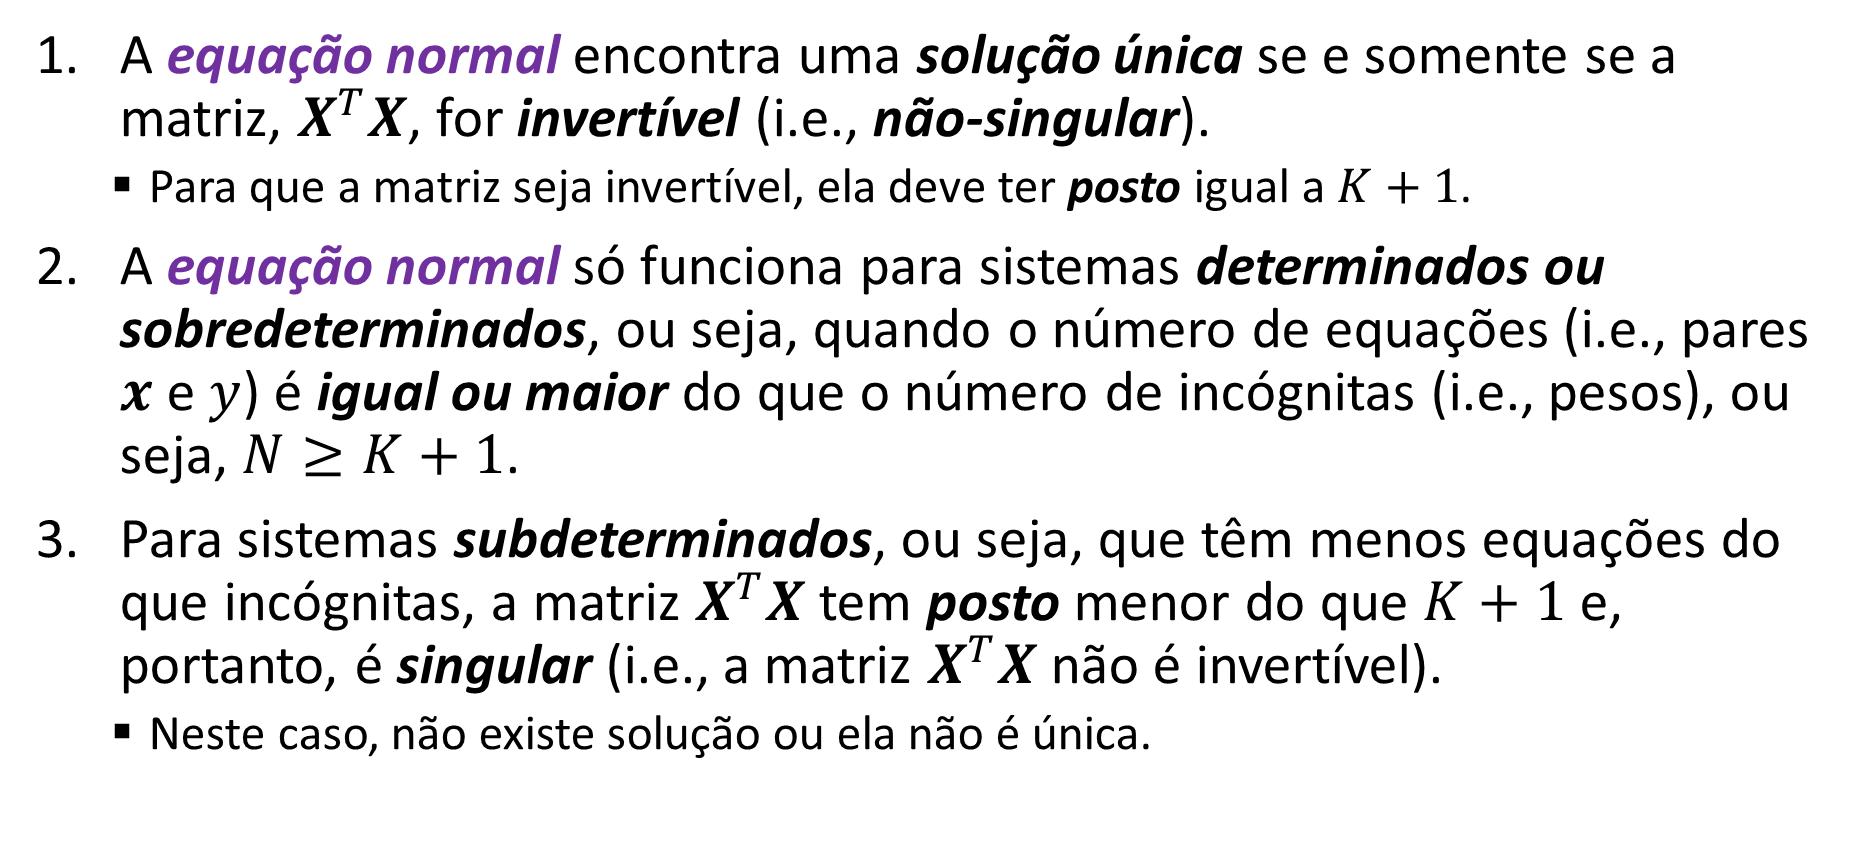 1. A equação normal encontra uma solução única se e somente se a
matriz, XᵀX, for invertível (i.e., não-singular).
▪ Para que a matriz seja invertível, ela deve ter posto igual a K + 1.
2. A equação normal só funciona para sistemas determinados ou
sobredeterminados, ou seja, quando o número de equações (i.e., pares
x e y) é igual ou maior do que o número de incógnitas (i.e., pesos), ou
seja, N ≥ K + 1.
3. Para sistemas subdeterminados, ou seja, que têm menos equações do
que incógnitas, a matriz XᵀX tem posto menor do que K + 1 e,
portanto, é singular (i.e., a matriz XᵀX não é invertível).
▪ Neste caso, não existe solução ou ela não é única.